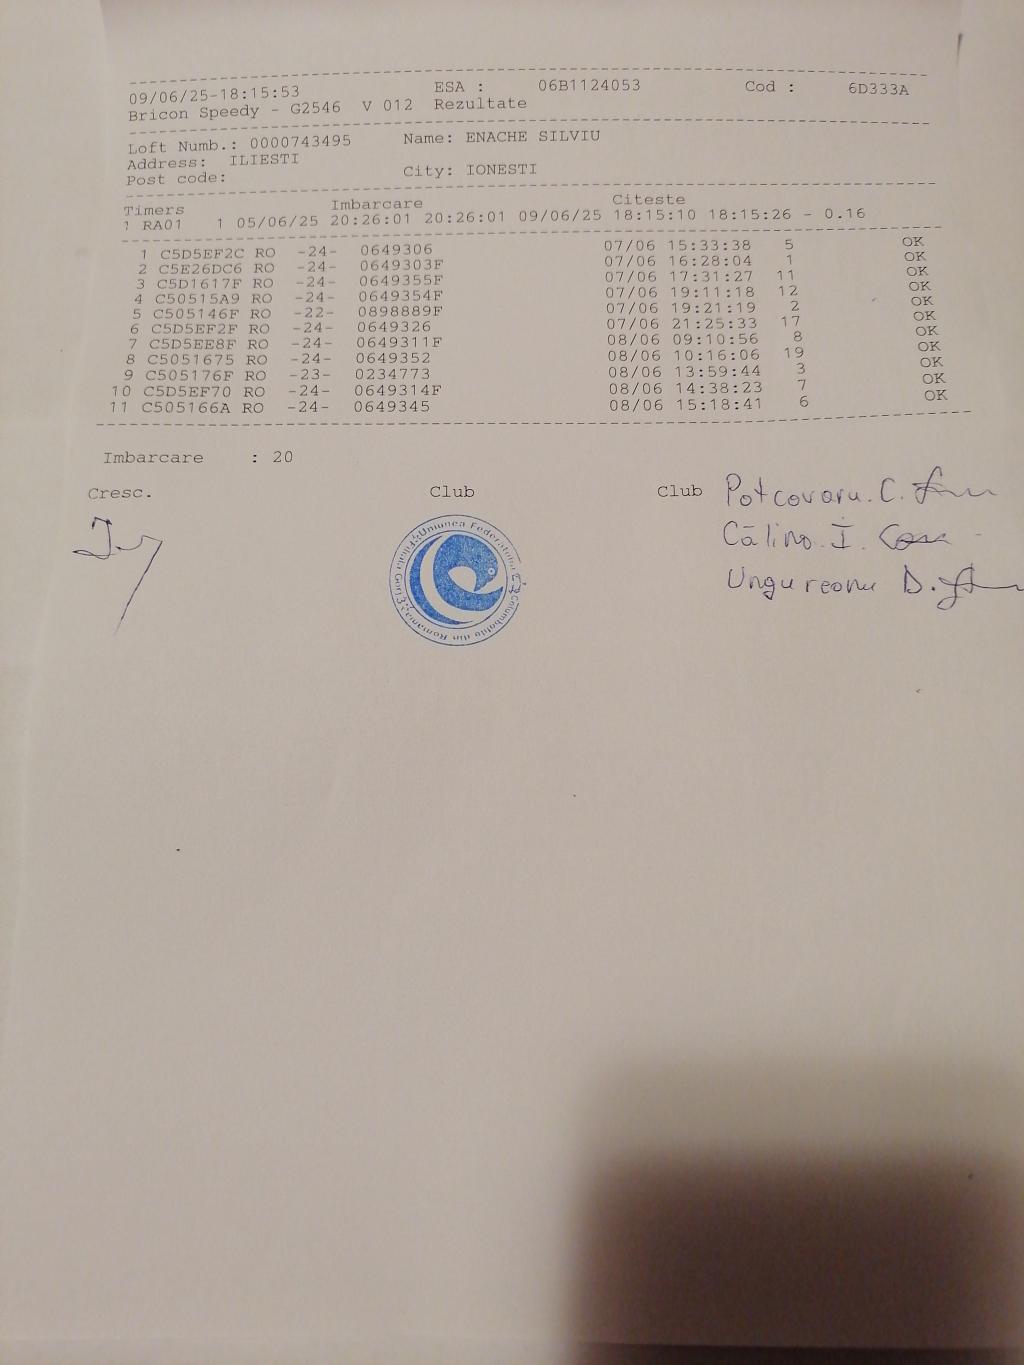 09/06/25-18:15:53 ESA : 06B1124053 Cod : 6D333A
Bricon Speedy - G2546 V 012 Rezultate
Loft Numb.: 0000743495 Name: ENACHE SILVIU
Address: ILIESTI
Post code: City: IONESTI
Timers Imbarcare Citeste
1 RA01 1 05/06/25 20:26:01 20:26:01 09/06/25 18:15:10 18:15:26 - 0.16
1 C5D5EF2C RO -24- 0649306 07/06 15:33:38 5 OK
2 C5E26DC6 RO -24- 0649303F 07/06 16:28:04 1 OK
3 C5D1617F RO -24- 0649355F 07/06 17:31:27 11 OK
4 C50515A9 RO -24- 0649354F 07/06 19:11:18 12 OK
5 C505146F RO -22- 0898889F 07/06 19:21:19 2 OK
6 C5D5EF2F RO -24- 0649326 07/06 21:25:33 17 OK
7 C5D5EE8F RO -24- 0649311F 08/06 09:10:56 8 OK
8 C5051675 RO -24- 0649352 08/06 10:16:06 19 OK
9 C505176F RO -23- 0234773 08/06 13:59:44 3 OK
10 C5D5EF70 RO -24- 0649314F 08/06 14:38:23 7 OK
11 C505166A RO -24- 0649345 08/06 15:18:41 6 OK
Imbarcare : 20
Cresc. Club Club Potcovaru. C.
Călina I.
Ungureanu D.
Uniunea Federatoilă Columbofilă din România
Filiala Gorj